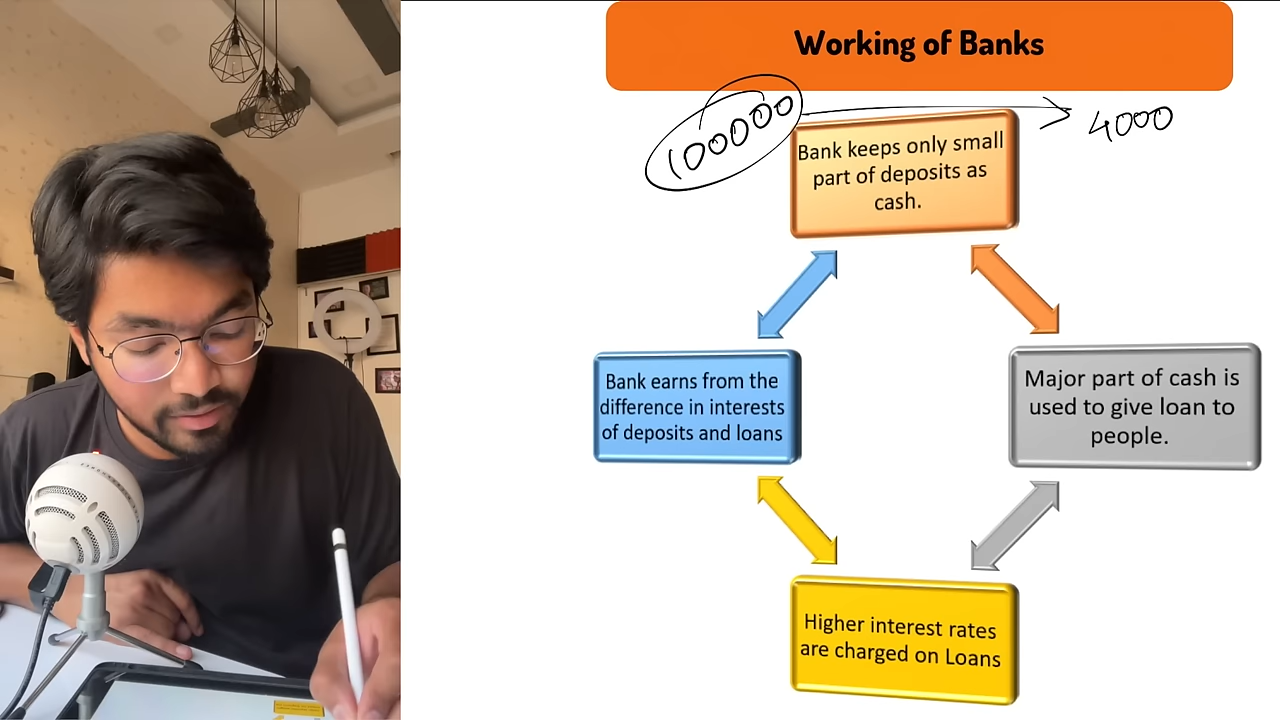 Working of Banks
100000
4000
Bank keeps only small
part of deposits as
cash.
Bank earns from the
difference in interests
of deposits and loans
Major part of cash is
used to give loan to
people.
Higher interest rates
are charged on Loans